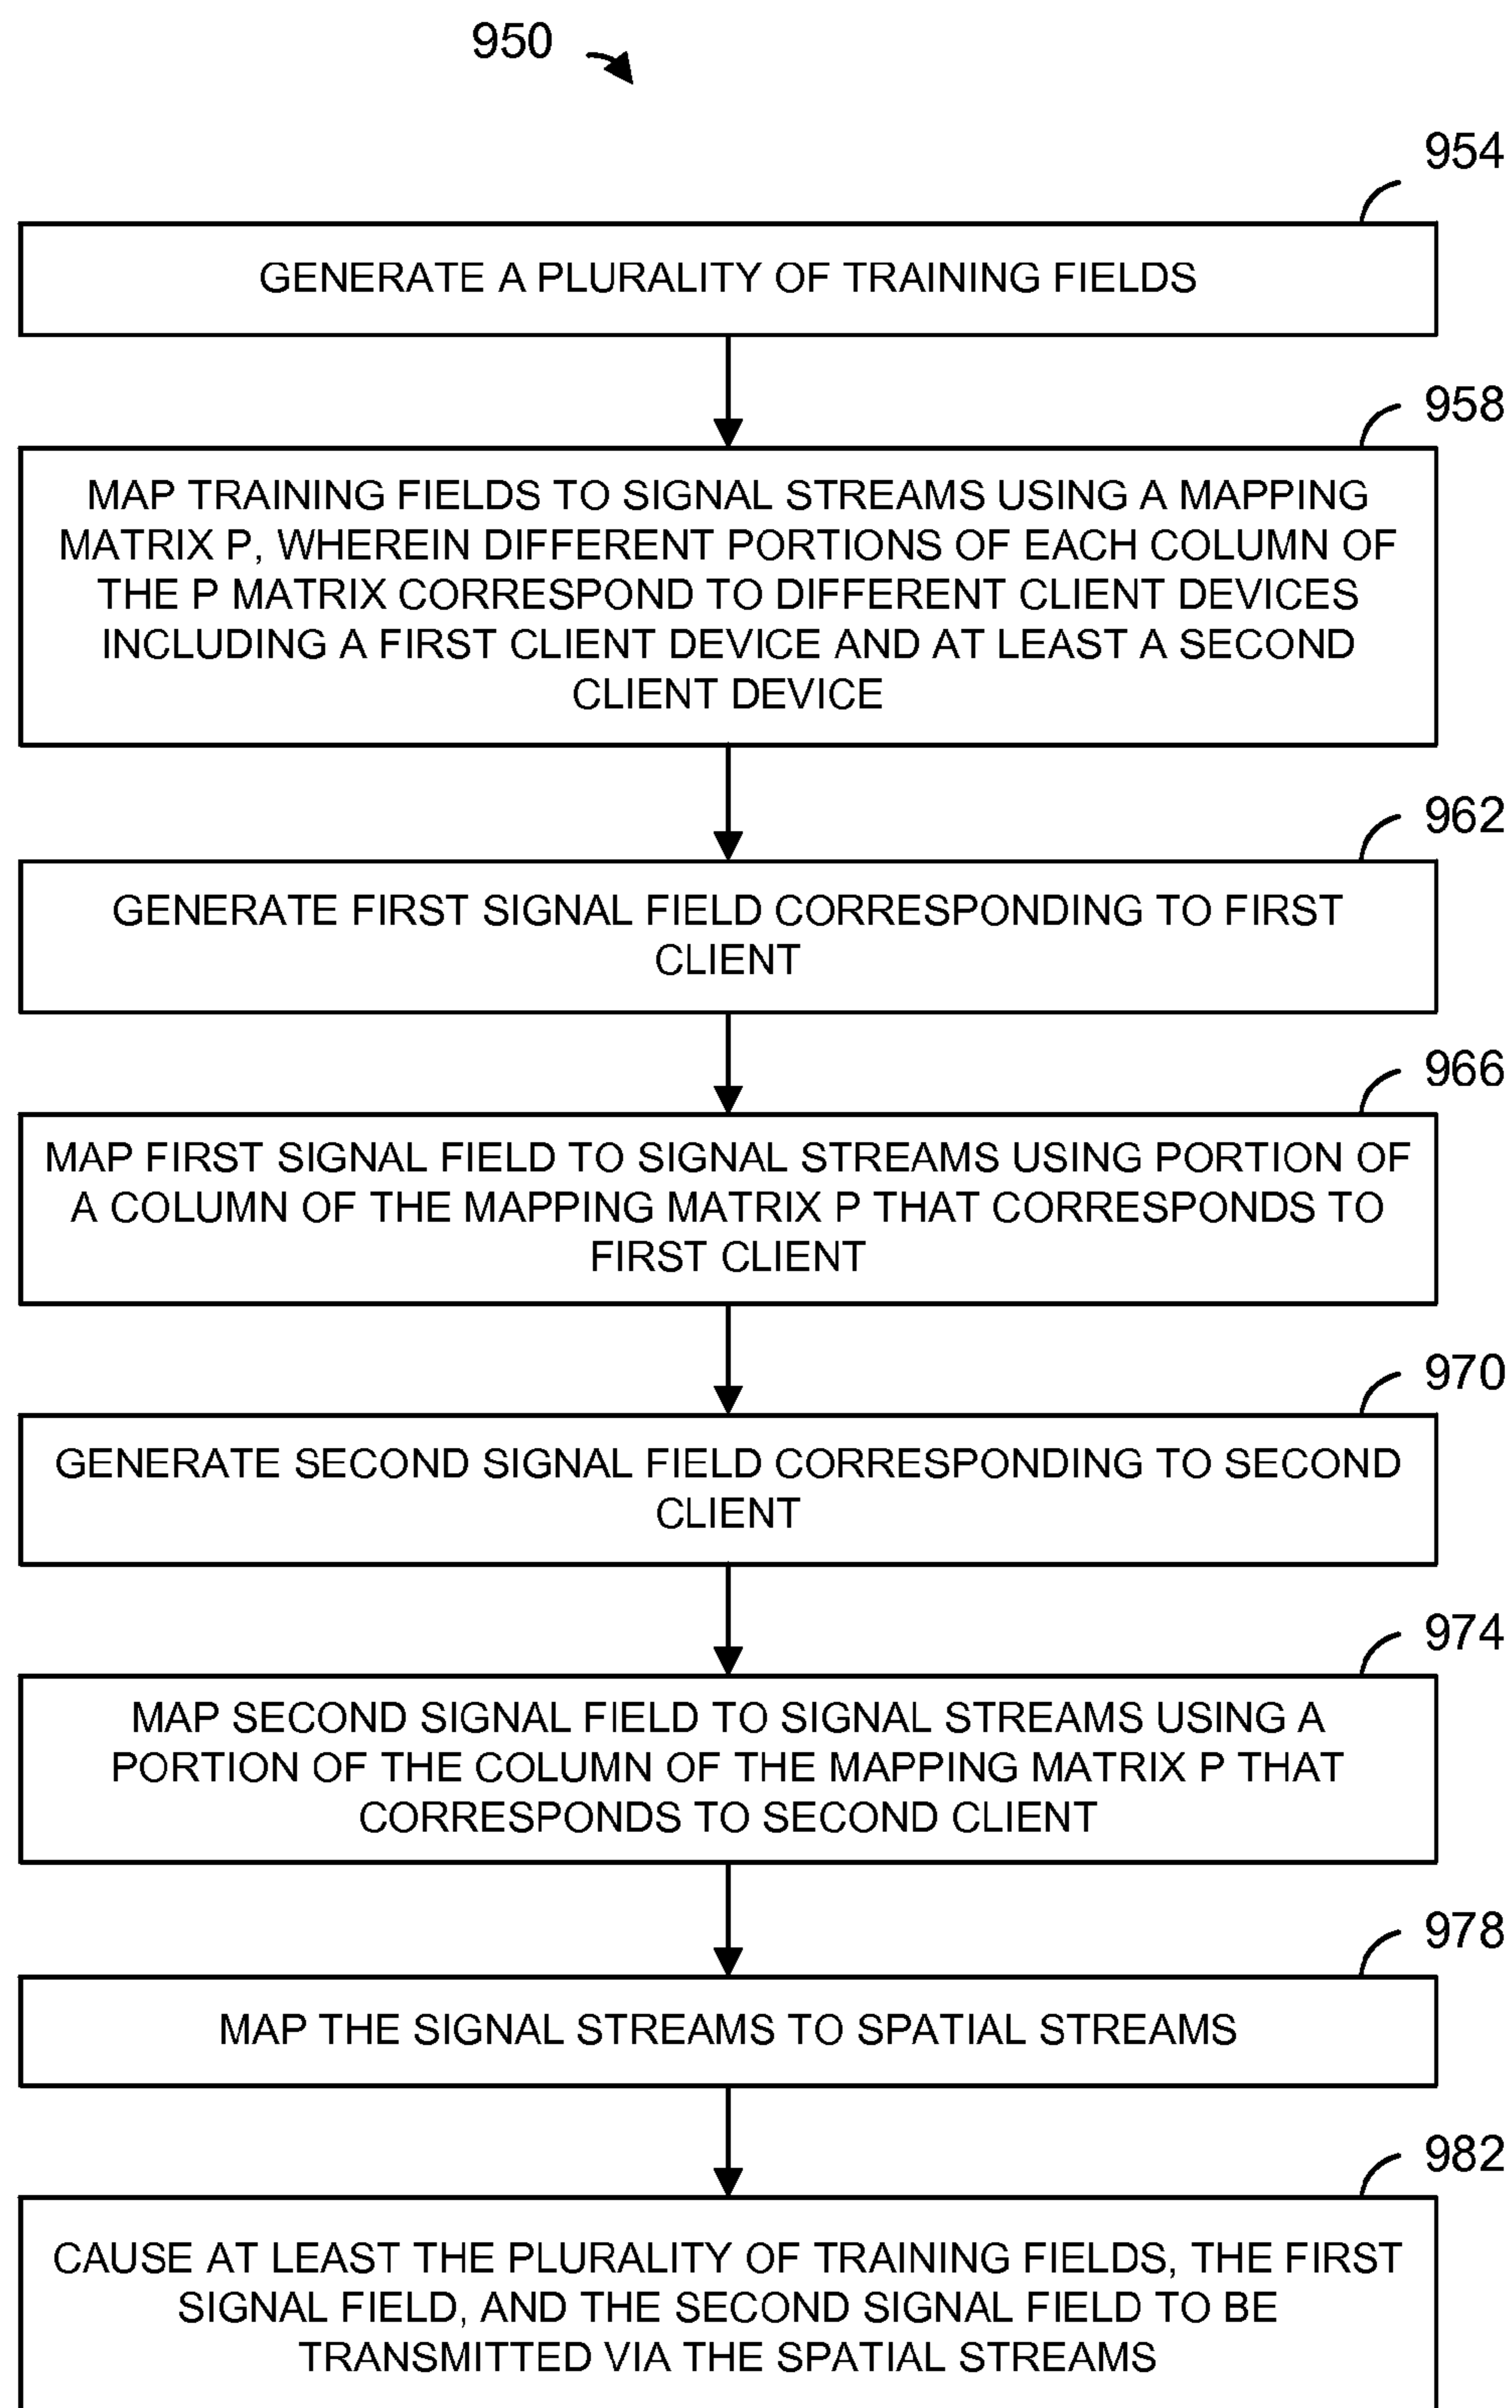 950
954
GENERATE A PLURALITY OF TRAINING FIELDS
958
MAP TRAINING FIELDS TO SIGNAL STREAMS USING A MAPPING
MATRIX P, WHEREIN DIFFERENT PORTIONS OF EACH COLUMN OF
THE P MATRIX CORRESPOND TO DIFFERENT CLIENT DEVICES
INCLUDING A FIRST CLIENT DEVICE AND AT LEAST A SECOND
CLIENT DEVICE
962
GENERATE FIRST SIGNAL FIELD CORRESPONDING TO FIRST
CLIENT
966
MAP FIRST SIGNAL FIELD TO SIGNAL STREAMS USING PORTION OF
A COLUMN OF THE MAPPING MATRIX P THAT CORRESPONDS TO
FIRST CLIENT
970
GENERATE SECOND SIGNAL FIELD CORRESPONDING TO SECOND
CLIENT
974
MAP SECOND SIGNAL FIELD TO SIGNAL STREAMS USING A
PORTION OF THE COLUMN OF THE MAPPING MATRIX P THAT
CORRESPONDS TO SECOND CLIENT
978
MAP THE SIGNAL STREAMS TO SPATIAL STREAMS
982
CAUSE AT LEAST THE PLURALITY OF TRAINING FIELDS, THE FIRST
SIGNAL FIELD, AND THE SECOND SIGNAL FIELD TO BE
TRANSMITTED VIA THE SPATIAL STREAMS